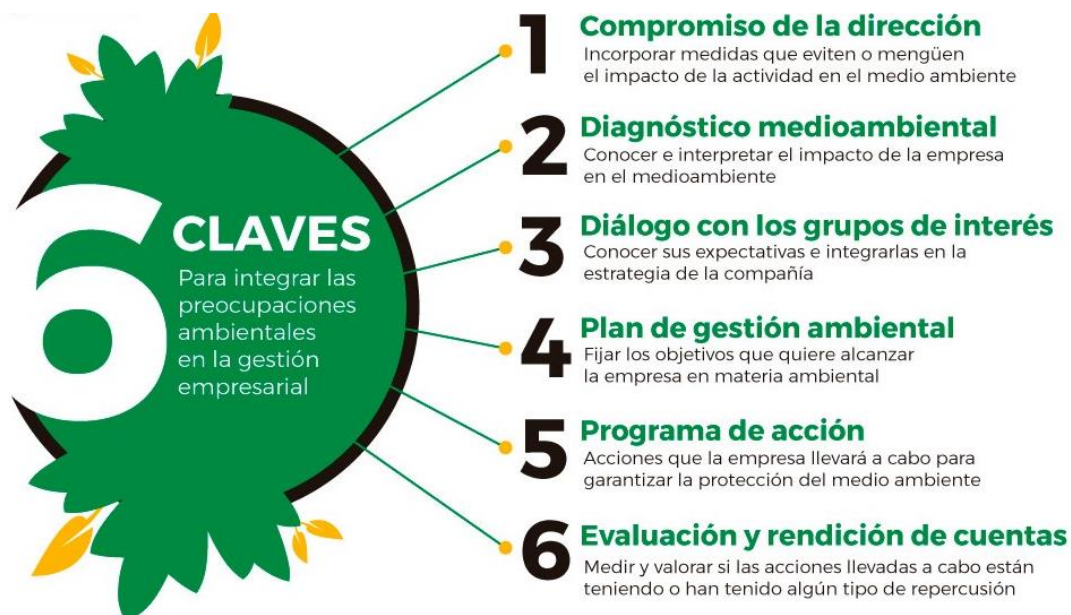 6
CLAVES
Para integrar las
preocupaciones
ambientales
en la gestión
empresarial
1
Compromiso de la dirección
Incorporar medidas que eviten o mengüen
el impacto de la actividad en el medio ambiente
2
Diagnóstico medioambiental
Conocer e interpretar el impacto de la empresa
en el medioambiente
3
Diálogo con los grupos de interés
Conocer sus expectativas e integrarlas en la
estrategia de la compañía
4
Plan de gestión ambiental
Fijar los objetivos que quiere alcanzar
la empresa en materia ambiental
5
Programa de acción
Acciones que la empresa llevará a cabo para
garantizar la protección del medio ambiente
6
Evaluación y rendición de cuentas
Medir y valorar si las acciones llevadas a cabo están
teniendo o han tenido algún tipo de repercusión